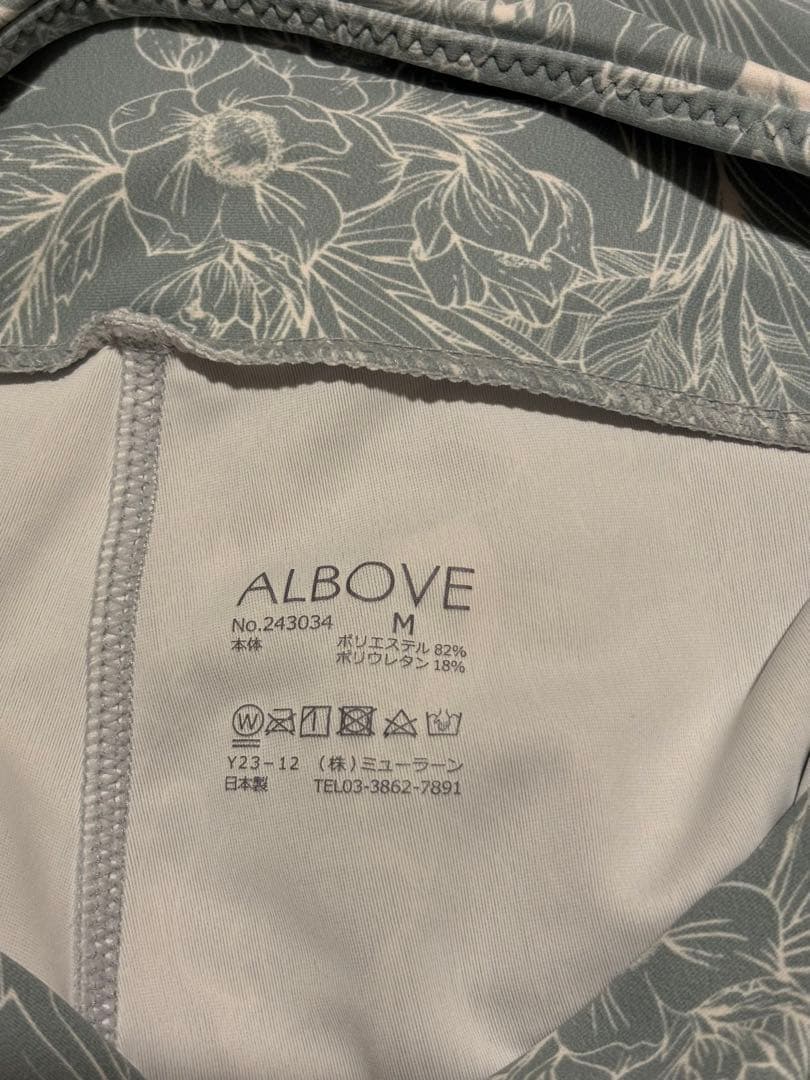 ALBOVE
No.243034 M
本体 ポリエステル 82%
ポリウレタン 18%
W
Y23-12 (株)ミューラーン
日本製 TEL03-3862-7891